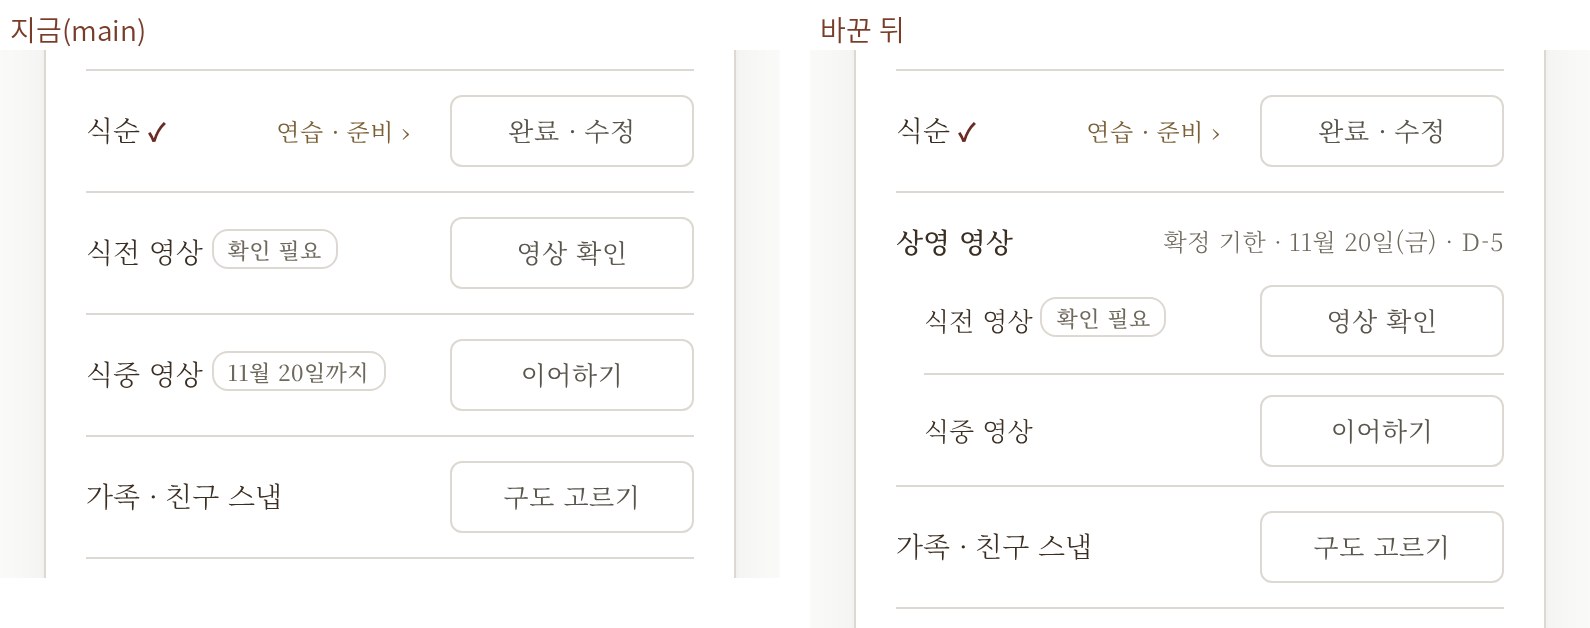 지금(main)
식순 ✓ 연습 · 준비 › 완료 · 수정
식전 영상 확인 필요 영상 확인
식중 영상 11월 20일까지 이어하기
가족 · 친구 스냅 구도 고르기
바꾼 뒤
식순 ✓ 연습 · 준비 › 완료 · 수정
상영 영상 확정 기한 · 11월 20일(금) · D-5
식전 영상 확인 필요 영상 확인
식중 영상 이어하기
가족 · 친구 스냅 구도 고르기